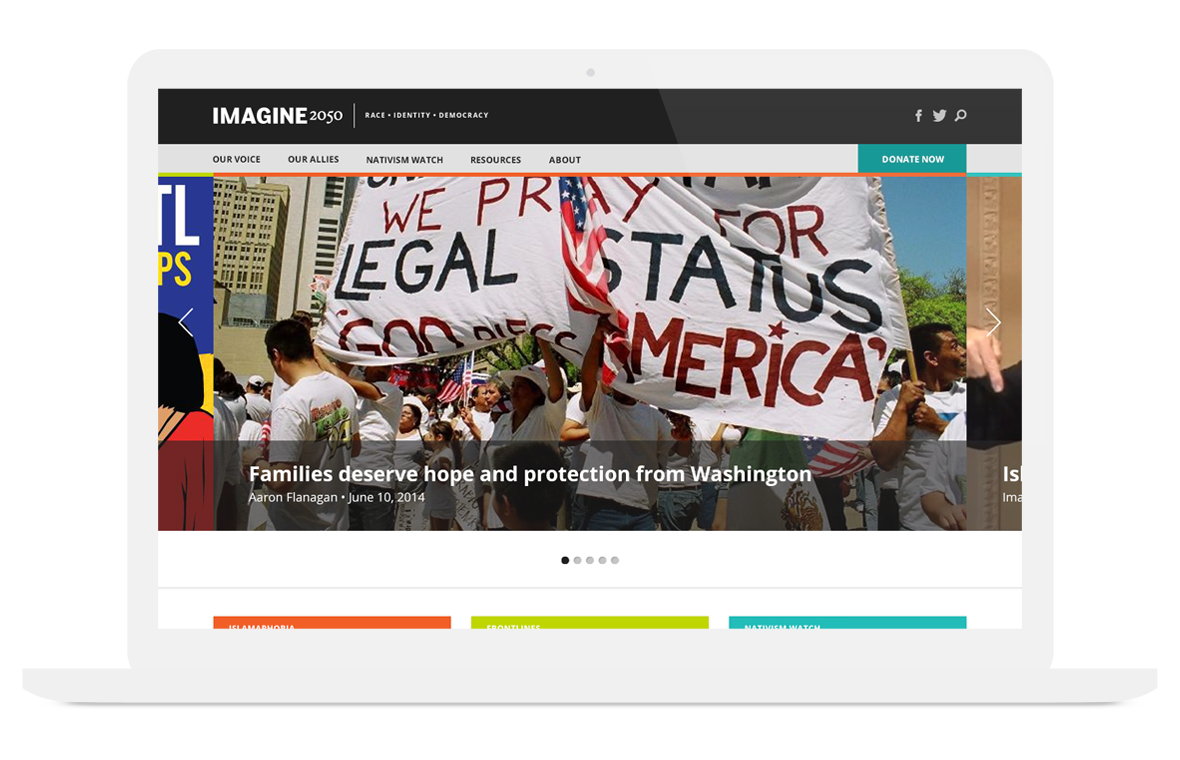 IMAGINE 2050
RACE • IDENTITY • DEMOCRACY
OUR VOICE
OUR ALLIES
NATIVISM WATCH
RESOURCES
ABOUT
DONATE NOW
TL
PS
WE PRAY FOR
LEGAL STATUS
"GOD BLESS
AMERICA"
Families deserve hope and protection from Washington
Aaron Flanagan • June 10, 2014
ISLAMAPHOBIA
FRONTLINES
NATIVISM WATCH